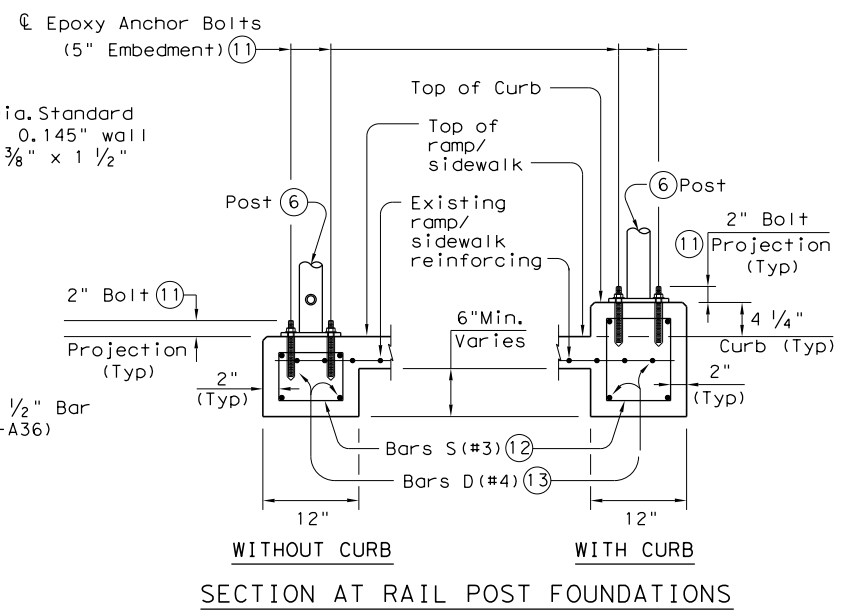 ℄ Epoxy Anchor Bolts
(5" Embedment) 11
ia. Standard
0.145" wall
3/8" x 1 1/2"
Top of Curb
Top of
ramp/
sidewalk
Post 6
Existing
ramp/
sidewalk
reinforcing
6 Post
2" Bolt
11 Projection
(Typ)
2" Bolt 11
Projection
(Typ)
6"Min.
Varies
4 1/4"
Curb (Typ)
2"
(Typ)
2"
(Typ)
1/2" Bar
-A36)
Bars S(#3) 12
Bars D(#4) 13
12"
12"
WITHOUT CURB
WITH CURB
SECTION AT RAIL POST FOUNDATIONS